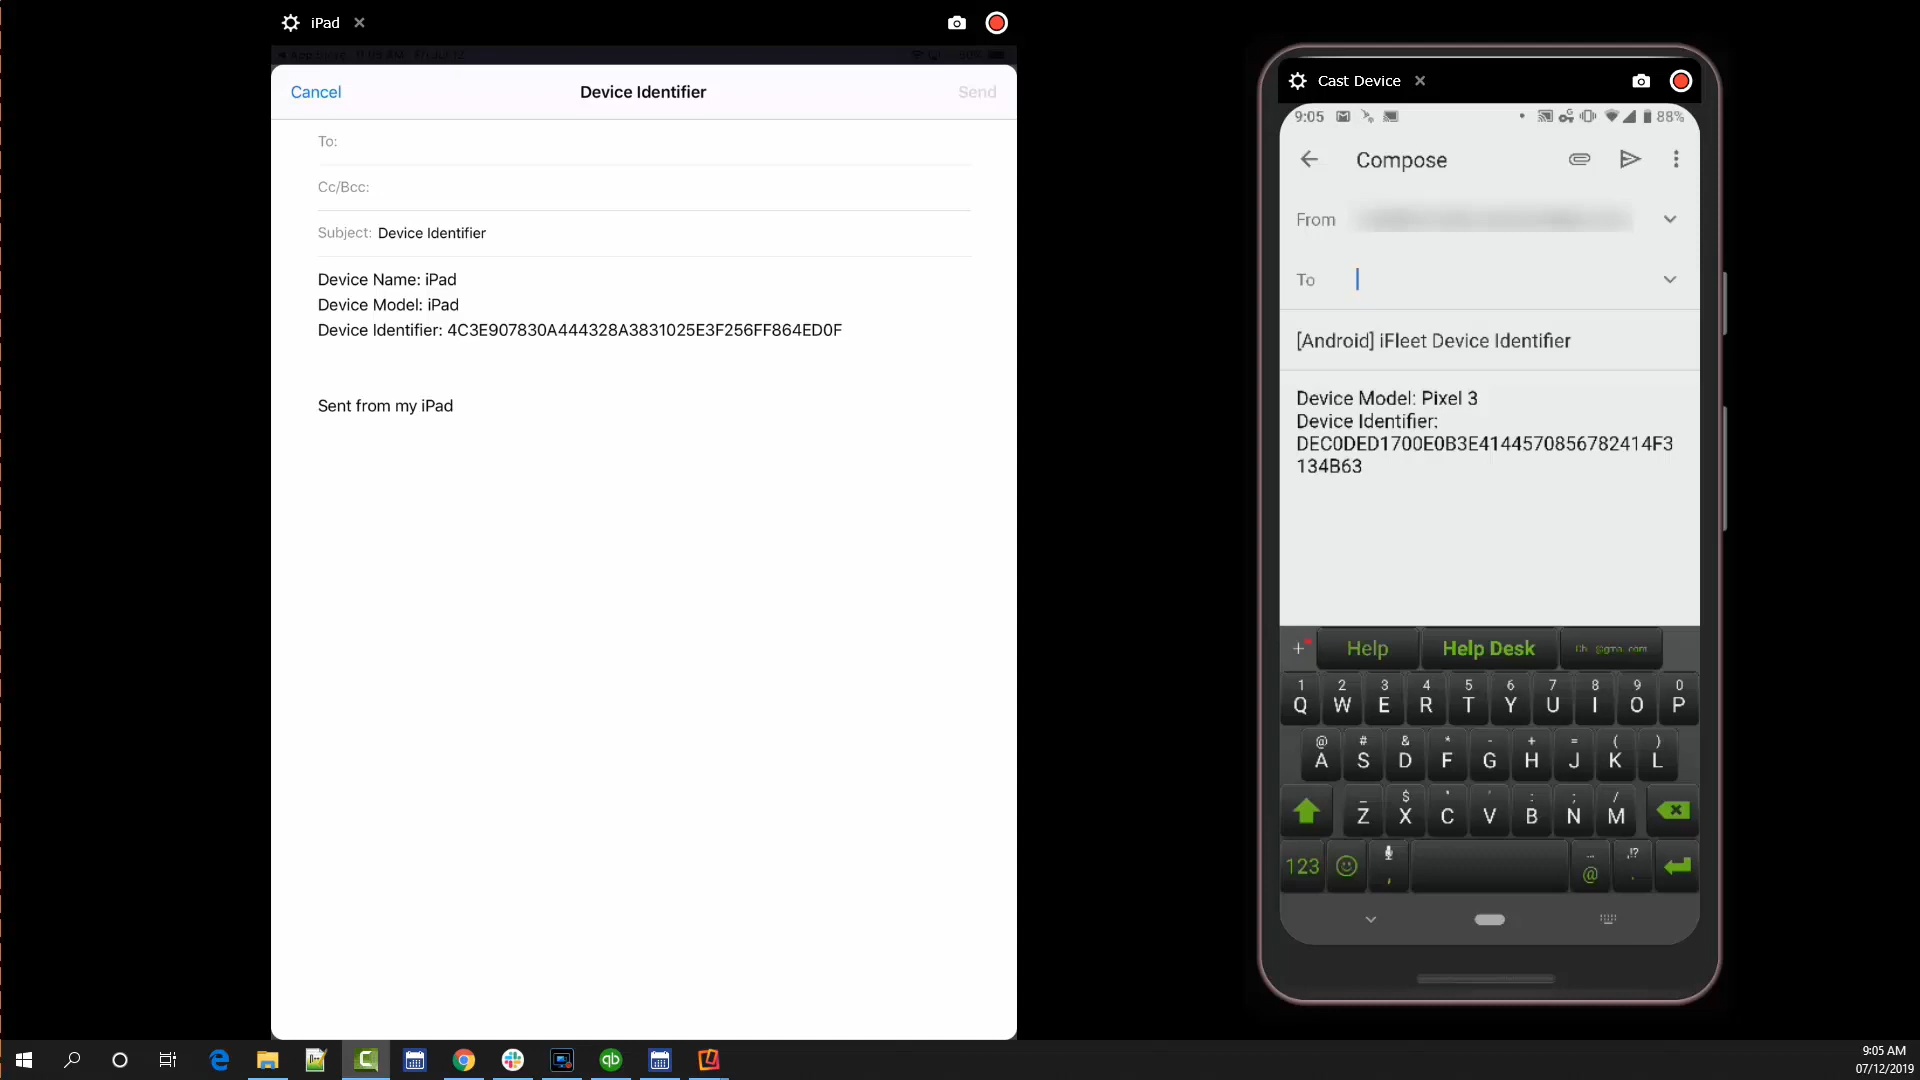 iPad
Cancel
Device Identifier
Send
To:
Cc/Bcc:
Subject: Device Identifier
Device Name: iPad
Device Model: iPad
Device Identifier: 4C3E907830A444328A3831025E3F256FF864ED0F
Sent from my iPad
Cast Device
9:05
88%
Compose
From
To
[Android] iFleet Device Identifier
Device Model: Pixel 3
Device Identifier:
DEC0DED1700E0B3E4144570856782414F3
134B63
Help
Help Desk
1 2 3 4 5 6 7 8 9 0
Q W E R T Y U I O P
@ # & * - + = ( )
A S D F G H J K L
_ $ " ' : ; /
Z X C V B N M
123
, ... @ ,!? .
9:05 AM
07/12/2019